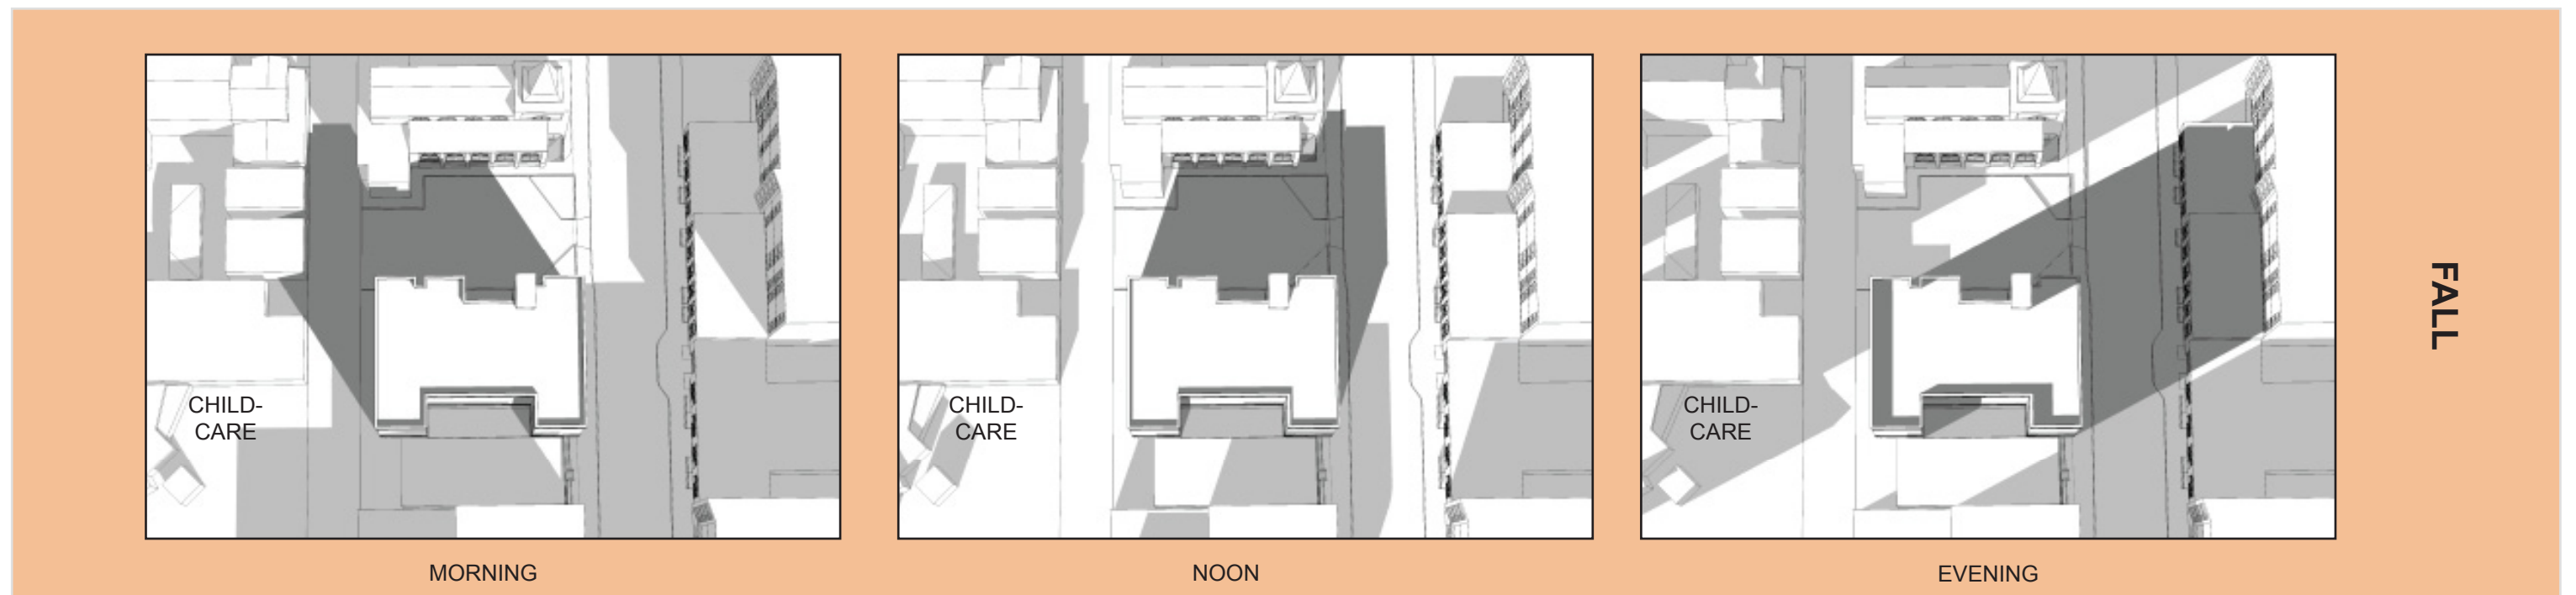 CHILD-
CARE
CHILD-
CARE
CHILD-
CARE
FALL
MORNING
NOON
EVENING